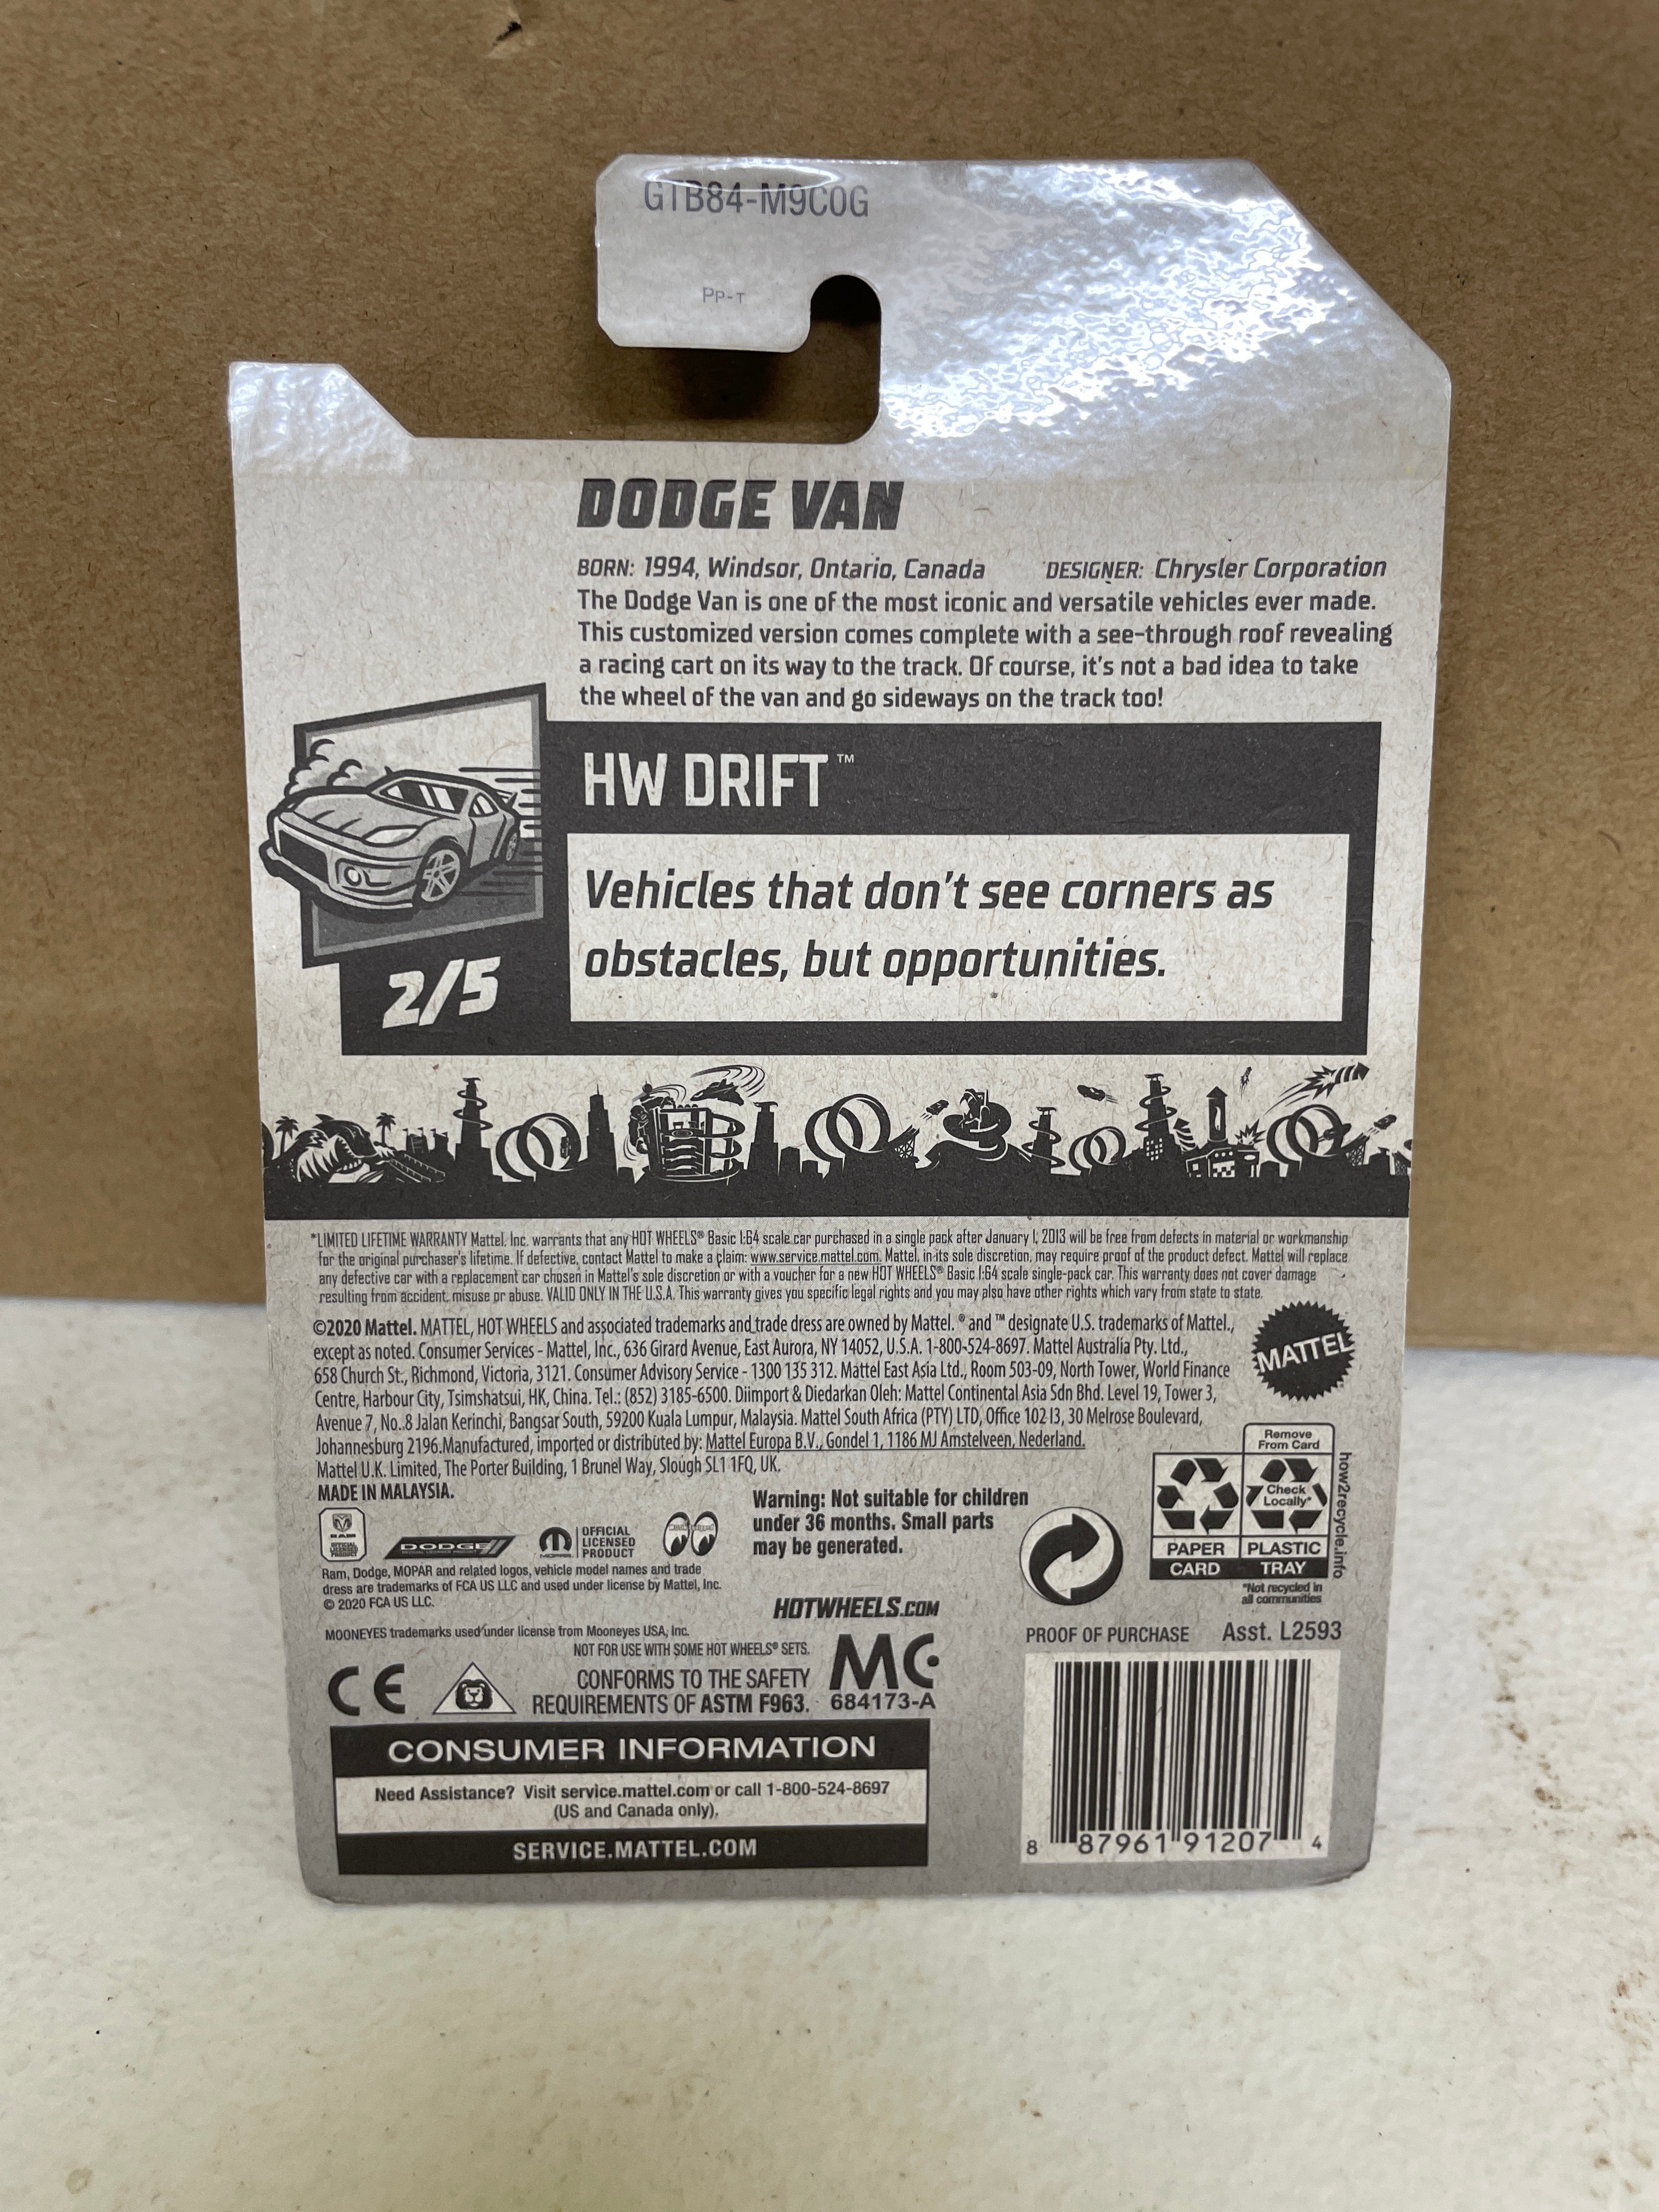 GTB84-M9C0G
PP-T
DODGE VAN
BORN: 1994, Windsor, Ontario, Canada DESIGNER: Chrysler Corporation
The Dodge Van is one of the most iconic and versatile vehicles ever made.
This customized version comes complete with a see-through roof revealing
a racing cart on its way to the track. Of course, it's not a bad idea to take
the wheel of the van and go sideways on the track too!
HW DRIFT™
Vehicles that don't see corners as
obstacles, but opportunities.
2/5
*LIMITED LIFETIME WARRANTY Mattel, Inc. warrants that any HOT WHEELS® Basic 1:64 scale car purchased in a single pack after January 1, 2013 will be free from defects in material or workmanship
for the original purchaser's lifetime. If defective, contact Mattel to make a claim: www.service.mattel.com. Mattel, in its sole discretion, may require proof of the product defect. Mattel will replace
any defective car with a replacement car chosen in Mattel's sole discretion or with a voucher for a new HOT WHEELS® Basic 1:64 scale single-pack car. This warranty does not cover damage
resulting from accident, misuse or abuse. VALID ONLY IN THE U.S.A. This warranty gives you specific legal rights and you may also have other rights which vary from state to state.
©2020 Mattel. MATTEL, HOT WHEELS and associated trademarks and trade dress are owned by Mattel. ® and ™ designate U.S. trademarks of Mattel.,
except as noted. Consumer Services - Mattel, Inc., 636 Girard Avenue, East Aurora, NY 14052, U.S.A. 1-800-524-8697. Mattel Australia Pty. Ltd.,
658 Church St., Richmond, Victoria, 3121. Consumer Advisory Service - 1300 135 312. Mattel East Asia Ltd., Room 503-09, North Tower, World Finance
Centre, Harbour City, Tsimshatsui, HK, China. Tel.: (852) 3185-6500. Diimport & Diedarkan Oleh: Mattel Continental Asia Sdn Bhd. Level 19, Tower 3,
Avenue 7, No..8 Jalan Kerinchi, Bangsar South, 59200 Kuala Lumpur, Malaysia. Mattel South Africa (PTY) LTD, Office 102 I3, 30 Melrose Boulevard,
Johannesburg 2196.Manufactured, imported or distributed by: Mattel Europa B.V., Gondel 1, 1186 MJ Amstelveen, Nederland.
Mattel U.K. Limited, The Porter Building, 1 Brunel Way, Slough SL1 1FQ, UK.
MADE IN MALAYSIA.
MATTEL
Remove
From Card
Check
Locally*
PAPER
CARD
PLASTIC
TRAY
*Not recycled in
all communities
how2recycle.info
Warning: Not suitable for children
under 36 months. Small parts
may be generated.
RAM
OFFICIAL
LICENSED
PRODUCT
DODGE
MOPAR
OFFICIAL
LICENSED
PRODUCT
Ram, Dodge, MOPAR and related logos, vehicle model names and trade
dress are trademarks of FCA US LLC and used under license by Mattel, Inc.
© 2020 FCA US LLC.
HOTWHEELS.COM
MOONEYES trademarks used under license from Mooneyes USA, Inc.
NOT FOR USE WITH SOME HOT WHEELS® SETS.
CE
CONFORMS TO THE SAFETY
REQUIREMENTS OF ASTM F963.
MC
684173-A
PROOF OF PURCHASE Asst. L2593
8 87961 91207 4
CONSUMER INFORMATION
Need Assistance? Visit service.mattel.com or call 1-800-524-8697
(US and Canada only).
SERVICE.MATTEL.COM